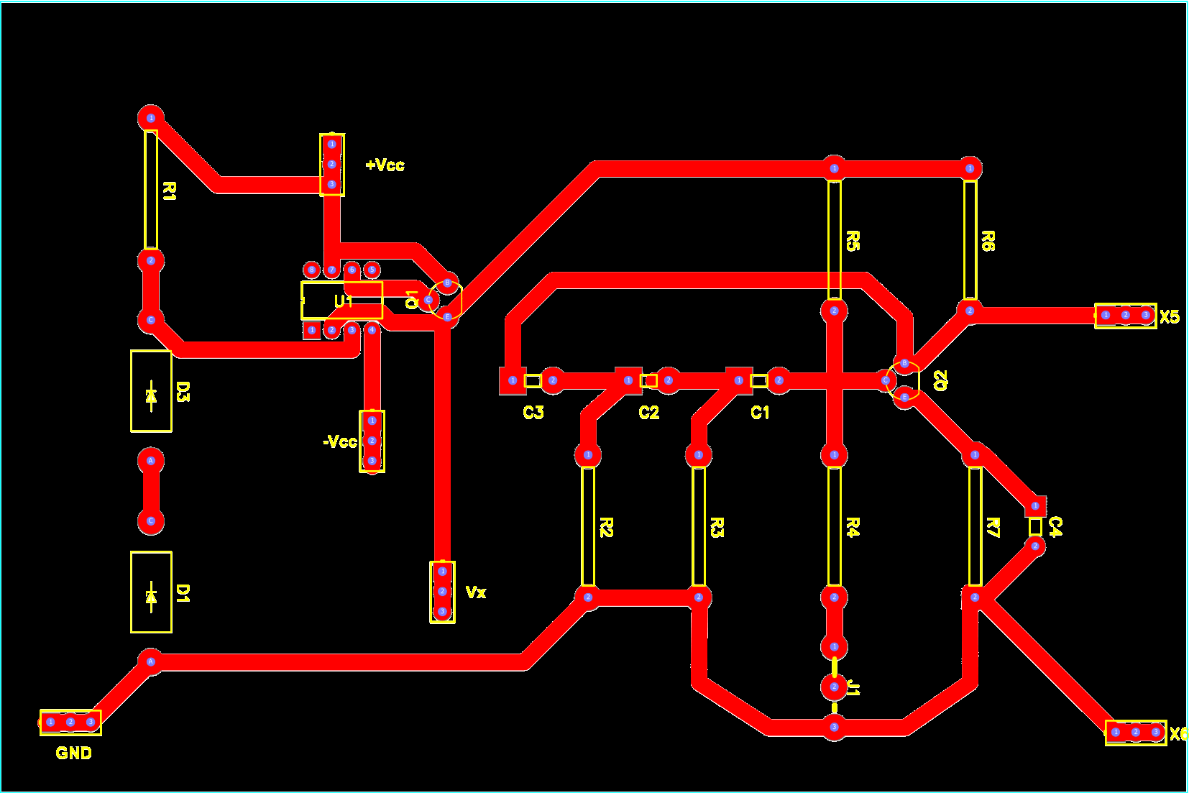 +Vcc
R1
R5
R6
U1
Q1
X5
D3
Q2
C3
C2
C1
-Vcc
R2
R3
R4
R7
C4
D1
Vx
J1
GND
X6